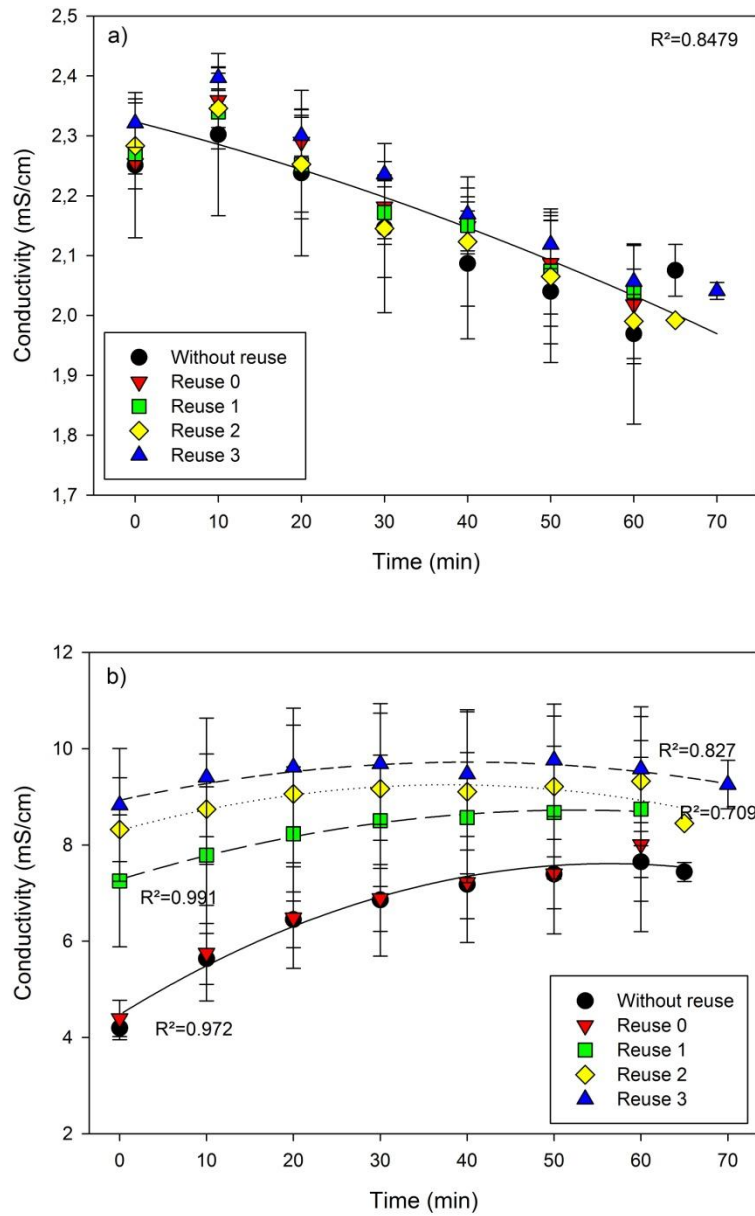 a)
R²=0.8479
2,5
2,4
2,3
2,2
2,1
2,0
1,9
1,8
1,7
Conductivity (mS/cm)
Without reuse
Reuse 0
Reuse 1
Reuse 2
Reuse 3
0 10 20 30 40 50 60 70
Time (min)
b)
12
10
8
6
4
2
Conductivity (mS/cm)
R²=0.827
R²=0.709
R²=0.991
R²=0.972
Without reuse
Reuse 0
Reuse 1
Reuse 2
Reuse 3
0 10 20 30 40 50 60 70
Time (min)